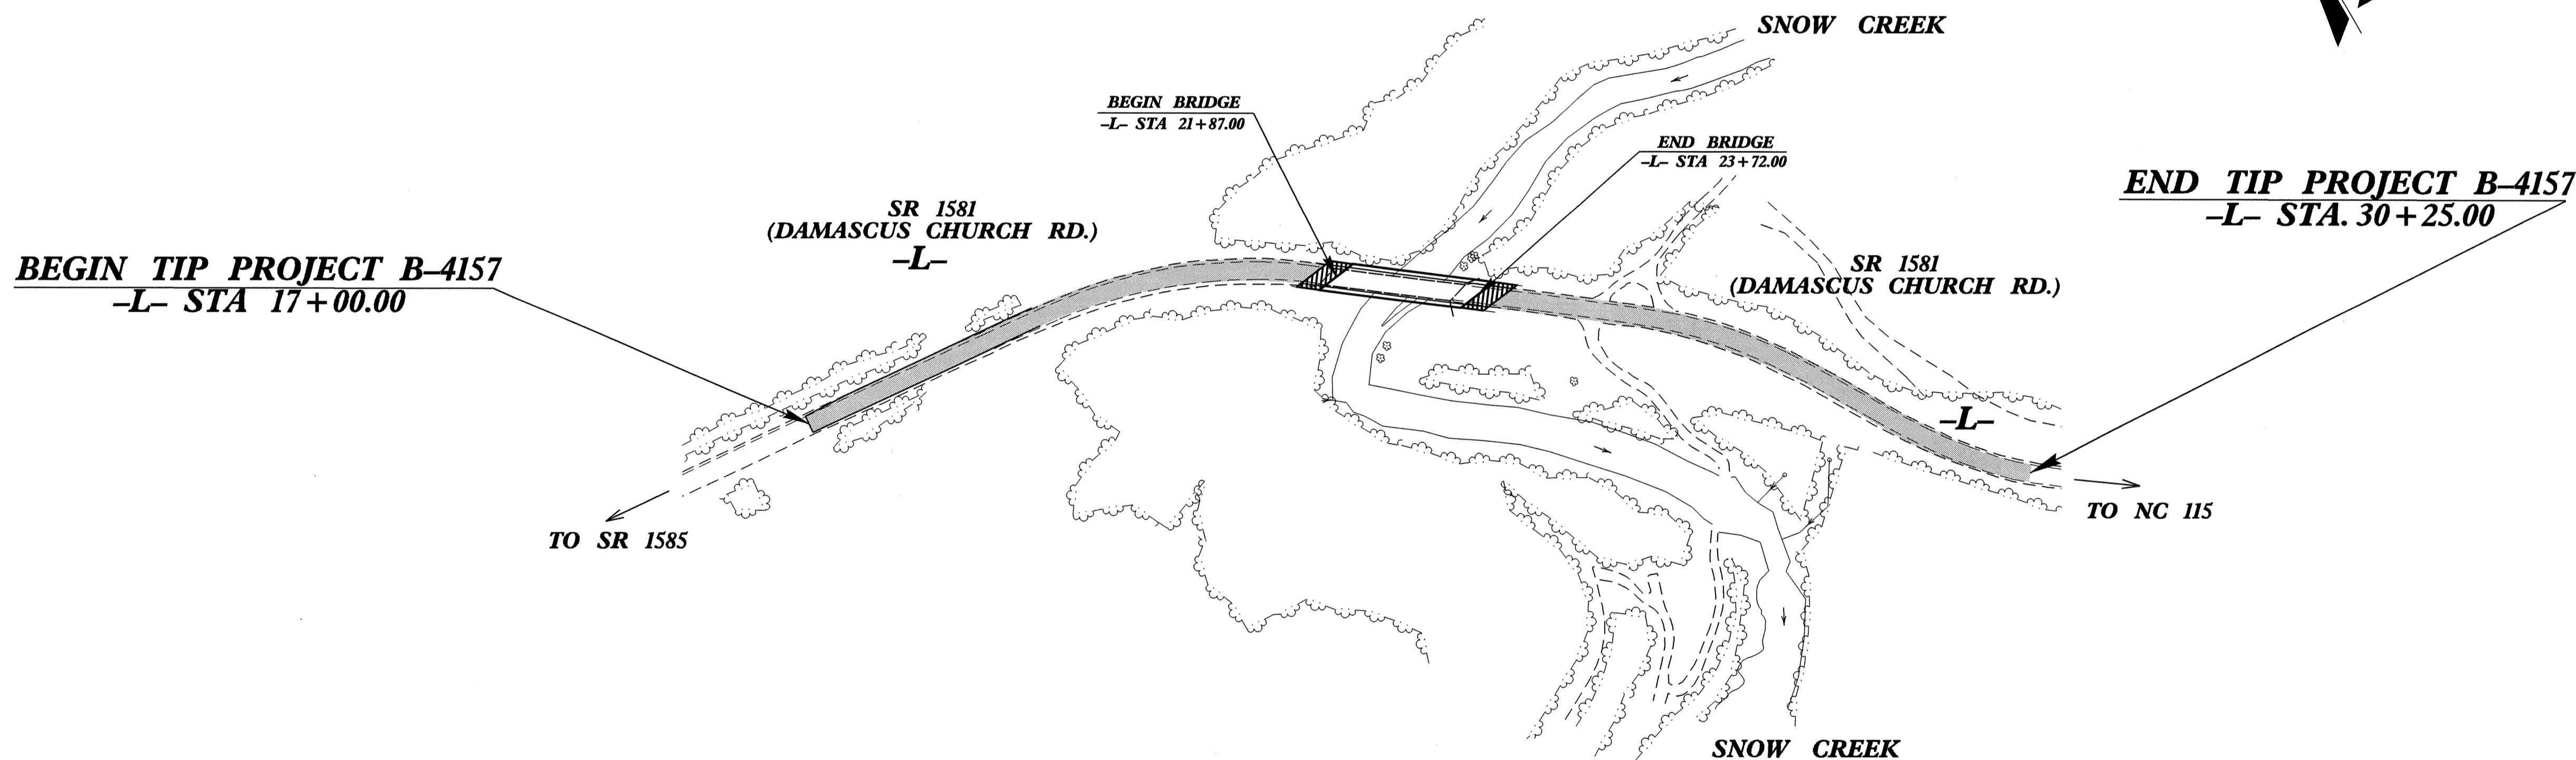 SNOW CREEK
BEGIN BRIDGE
-L- STA 21+87.00
END BRIDGE
-L- STA 23+72.00
END TIP PROJECT B-4157
-L- STA. 30+25.00
SR 1581
(DAMASCUS CHURCH RD.)
-L-
BEGIN TIP PROJECT B-4157
-L- STA 17+00.00
SR 1581
(DAMASCUS CHURCH RD.)
-L-
TO SR 1585
TO NC 115
SNOW CREEK